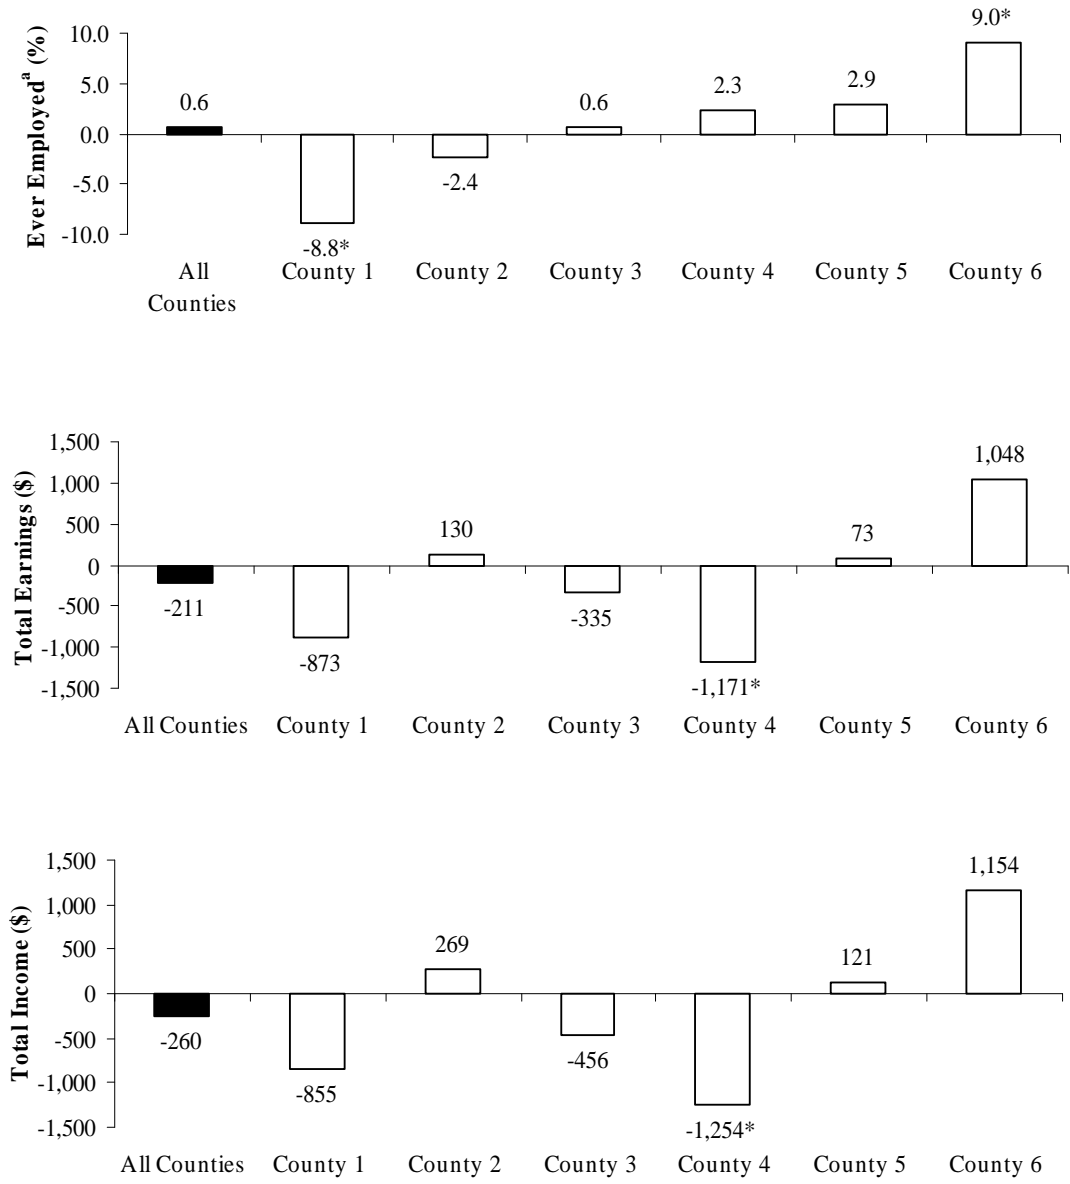 Ever Employedᵃ (%)
10.0
5.0
0.0
-5.0
-10.0
0.6
-8.8*
-2.4
0.6
2.3
2.9
9.0*
All
Counties
County 1
County 2
County 3
County 4
County 5
County 6
Total Earnings ($)
1,500
1,000
500
0
-500
-1,000
-1,500
-211
-873
130
-335
-1,171*
73
1,048
All Counties
County 1
County 2
County 3
County 4
County 5
County 6
Total Income ($)
1,500
1,000
500
0
-500
-1,000
-1,500
-260
-855
269
-456
-1,254*
121
1,154
All Counties
County 1
County 2
County 3
County 4
County 5
County 6